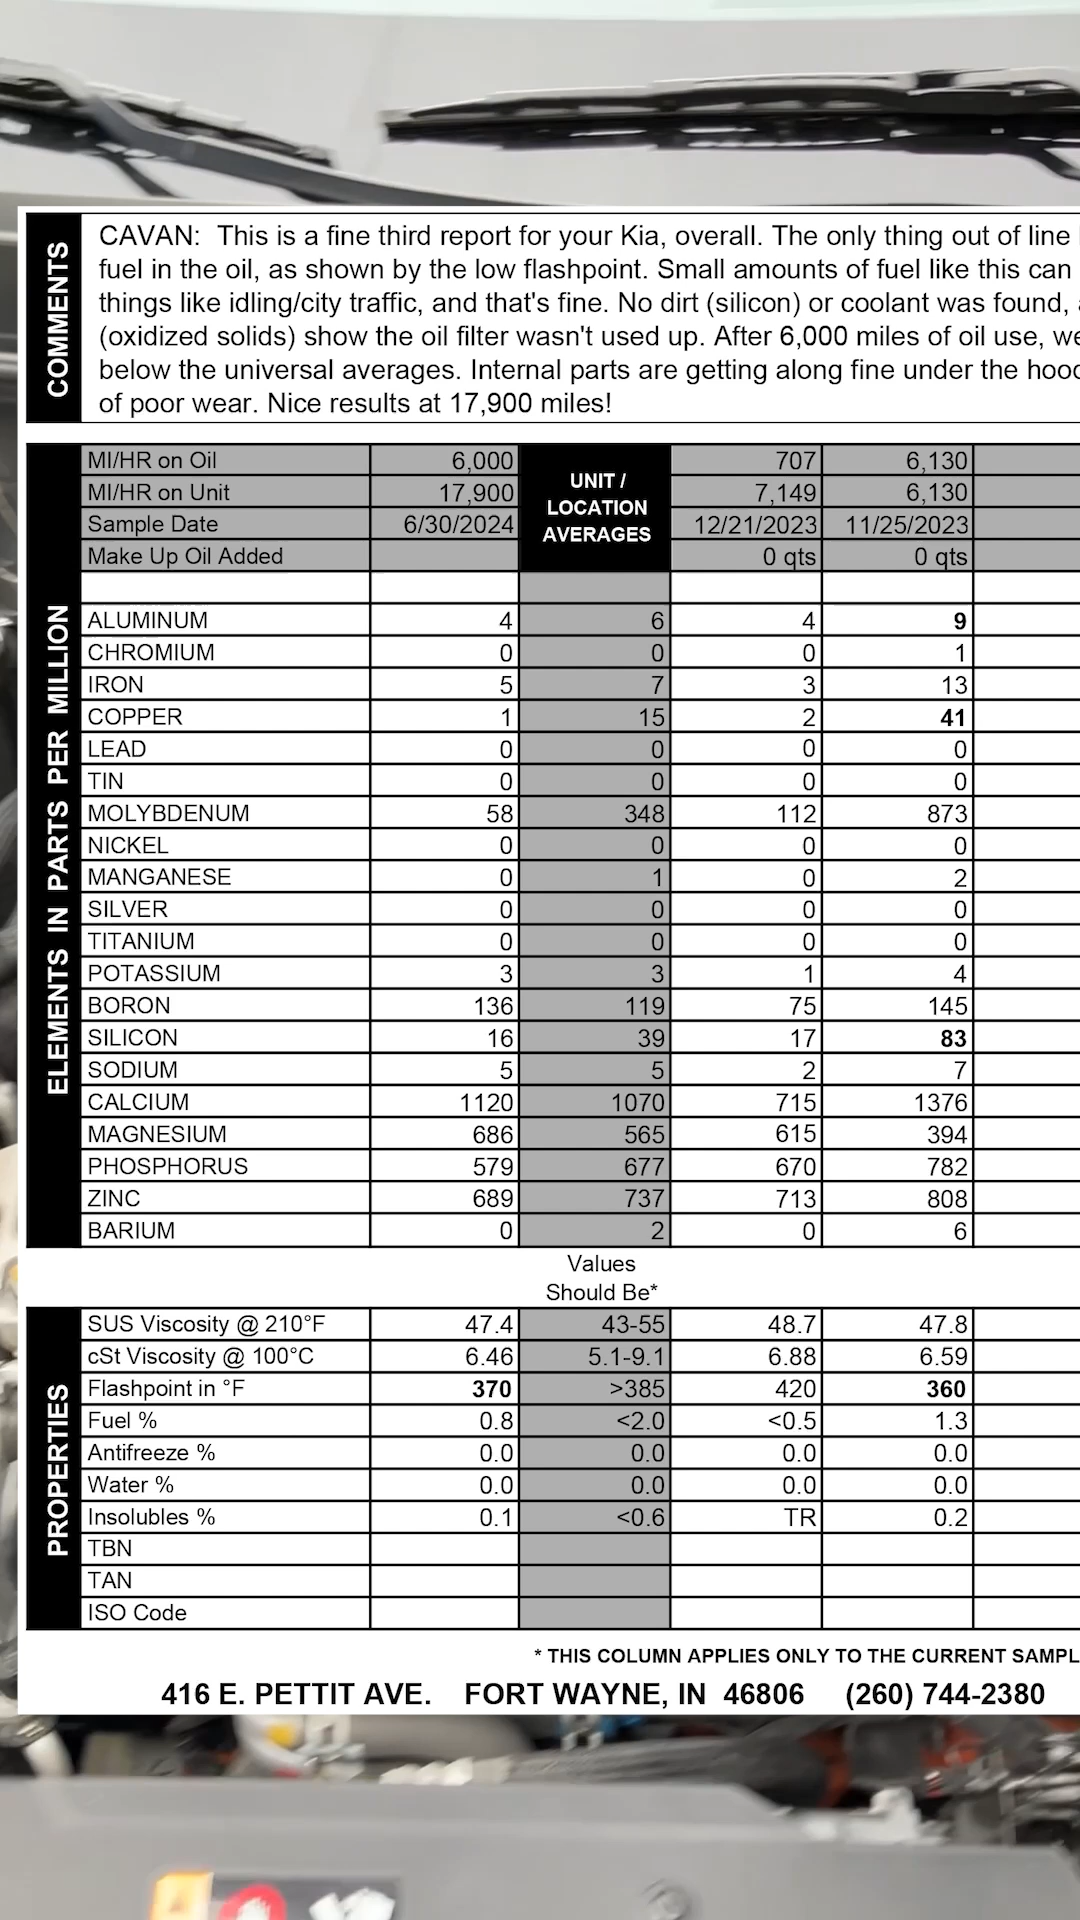 COMMENTS
CAVAN: This is a fine third report for your Kia, overall. The only thing out of line
fuel in the oil, as shown by the low flashpoint. Small amounts of fuel like this can
things like idling/city traffic, and that's fine. No dirt (silicon) or coolant was found,
(oxidized solids) show the oil filter wasn't used up. After 6,000 miles of oil use, we
below the universal averages. Internal parts are getting along fine under the hood
of poor wear. Nice results at 17,900 miles!
MI/HR on Oil 6,000 UNIT / LOCATION AVERAGES 707 6,130
MI/HR on Unit 17,900 7,149 6,130
Sample Date 6/30/2024 12/21/2023 11/25/2023
Make Up Oil Added 0 qts 0 qts
ELEMENTS IN PARTS PER MILLION
ALUMINUM 4 6 4 9
CHROMIUM 0 0 0 1
IRON 5 7 3 13
COPPER 1 15 2 41
LEAD 0 0 0 0
TIN 0 0 0 0
MOLYBDENUM 58 348 112 873
NICKEL 0 0 0 0
MANGANESE 0 1 0 2
SILVER 0 0 0 0
TITANIUM 0 0 0 0
POTASSIUM 3 3 1 4
BORON 136 119 75 145
SILICON 16 39 17 83
SODIUM 5 5 2 7
CALCIUM 1120 1070 715 1376
MAGNESIUM 686 565 615 394
PHOSPHORUS 579 677 670 782
ZINC 689 737 713 808
BARIUM 0 2 0 6
Values
Should Be*
PROPERTIES
SUS Viscosity @ 210°F 47.4 43-55 48.7 47.8
cSt Viscosity @ 100°C 6.46 5.1-9.1 6.88 6.59
Flashpoint in °F 370 >385 420 360
Fuel % 0.8 <2.0 <0.5 1.3
Antifreeze % 0.0 0.0 0.0 0.0
Water % 0.0 0.0 0.0 0.0
Insolubles % 0.1 <0.6 TR 0.2
TBN
TAN
ISO Code
* THIS COLUMN APPLIES ONLY TO THE CURRENT SAMPL
416 E. PETTIT AVE. FORT WAYNE, IN 46806 (260) 744-2380